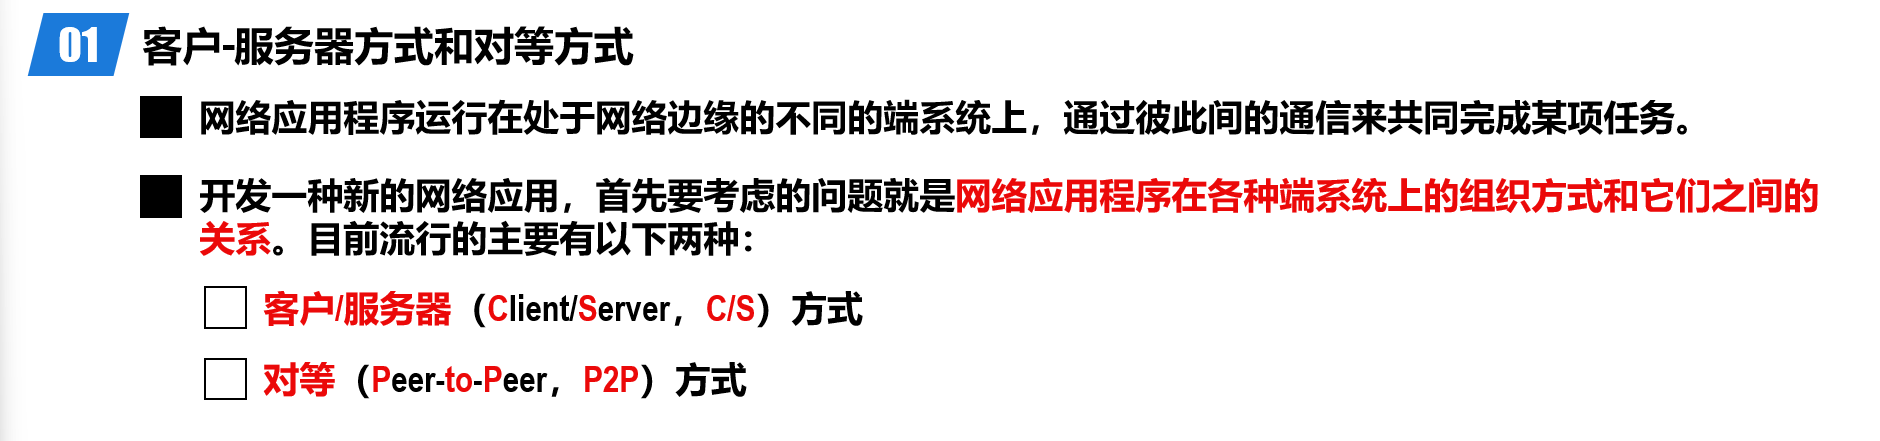 01 客户-服务器方式和对等方式
网络应用程序运行在处于网络边缘的不同的端系统上，通过彼此间的通信来共同完成某项任务。
开发一种新的网络应用，首先要考虑的问题就是网络应用程序在各种端系统上的组织方式和它们之间的
关系。目前流行的主要有以下两种：
客户/服务器（Client/Server，C/S）方式
对等（Peer-to-Peer，P2P）方式